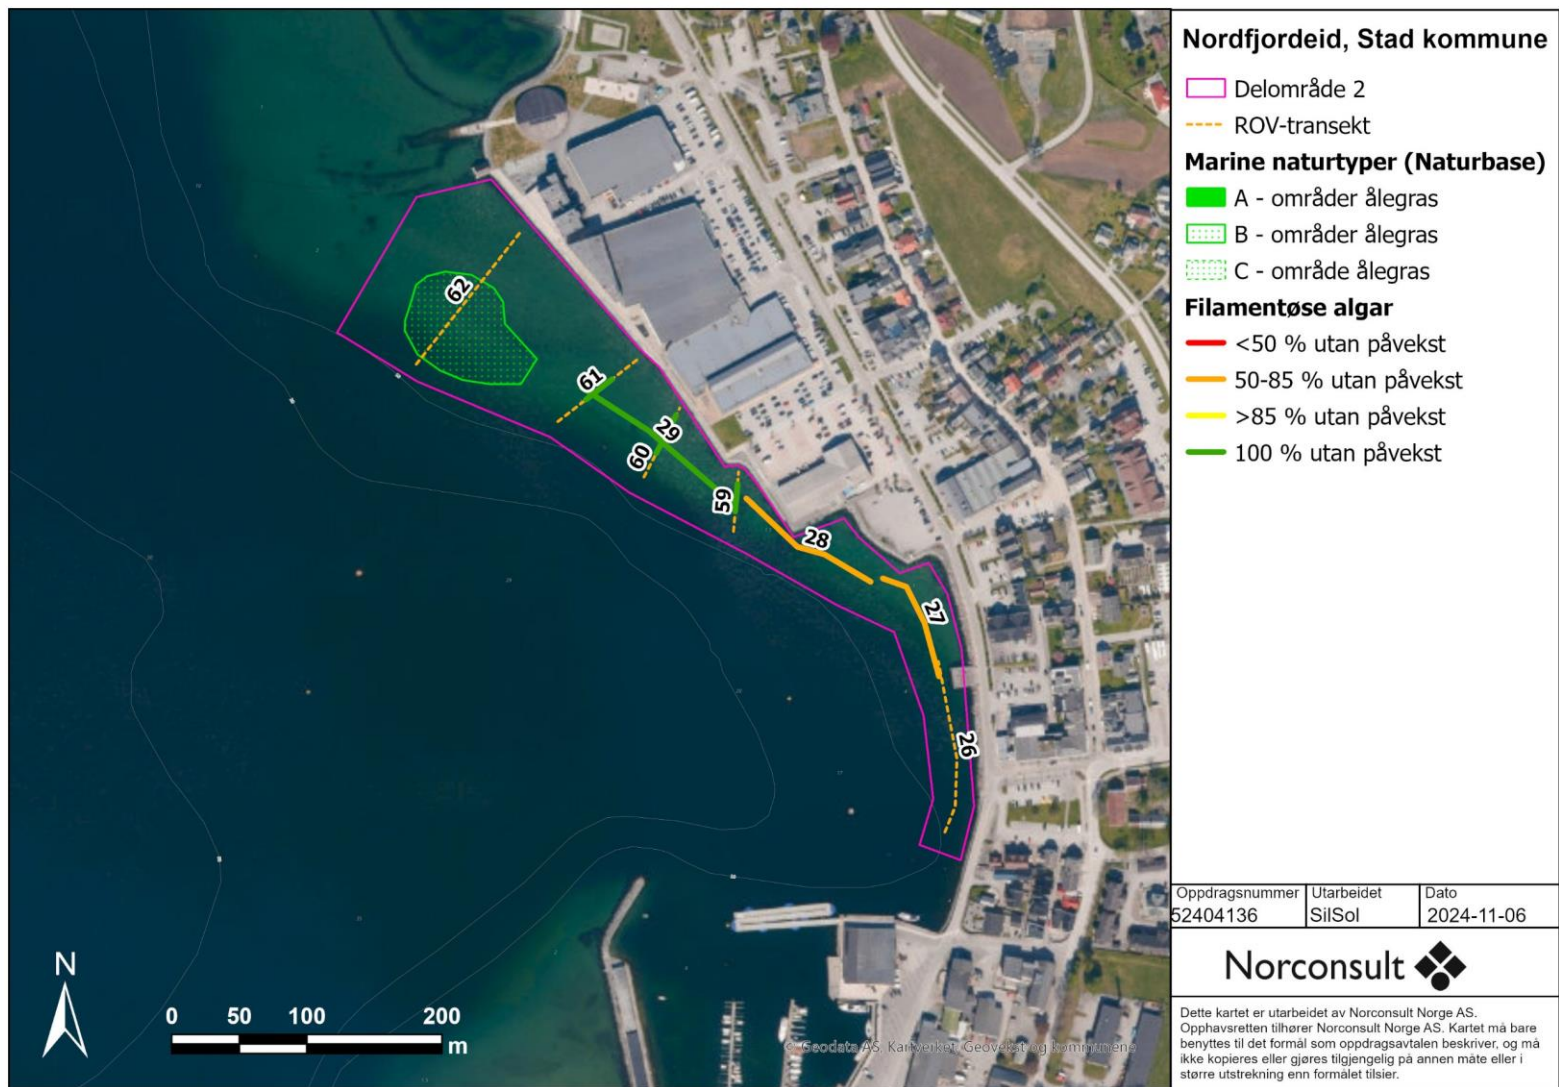 Nordfjordeid, Stad kommune
Delområde 2
ROV-transekt
Marine naturtyper (Naturbase)
A - områder ålegras
B - områder ålegras
C - område ålegras
Filamentøse algar
<50 % utan påvekst
50-85 % utan påvekst
>85 % utan påvekst
100 % utan påvekst
62
61
29
60
59
28
27
26
N
0 50 100 200
m
© Geodata AS, Kartverket, Geovekst og kommunene
Oppdragsnummer Utarbeidet Dato
52404136 SilSol 2024-11-06
Norconsult
Dette kartet er utarbeidet av Norconsult Norge AS.
Opphavsretten tilhører Norconsult Norge AS. Kartet må bare
benyttes til det formål som oppdragsavtalen beskriver, og må
ikke kopieres eller gjøres tilgjengelig på annen måte eller i
større utstrekning enn formålet tilsier.